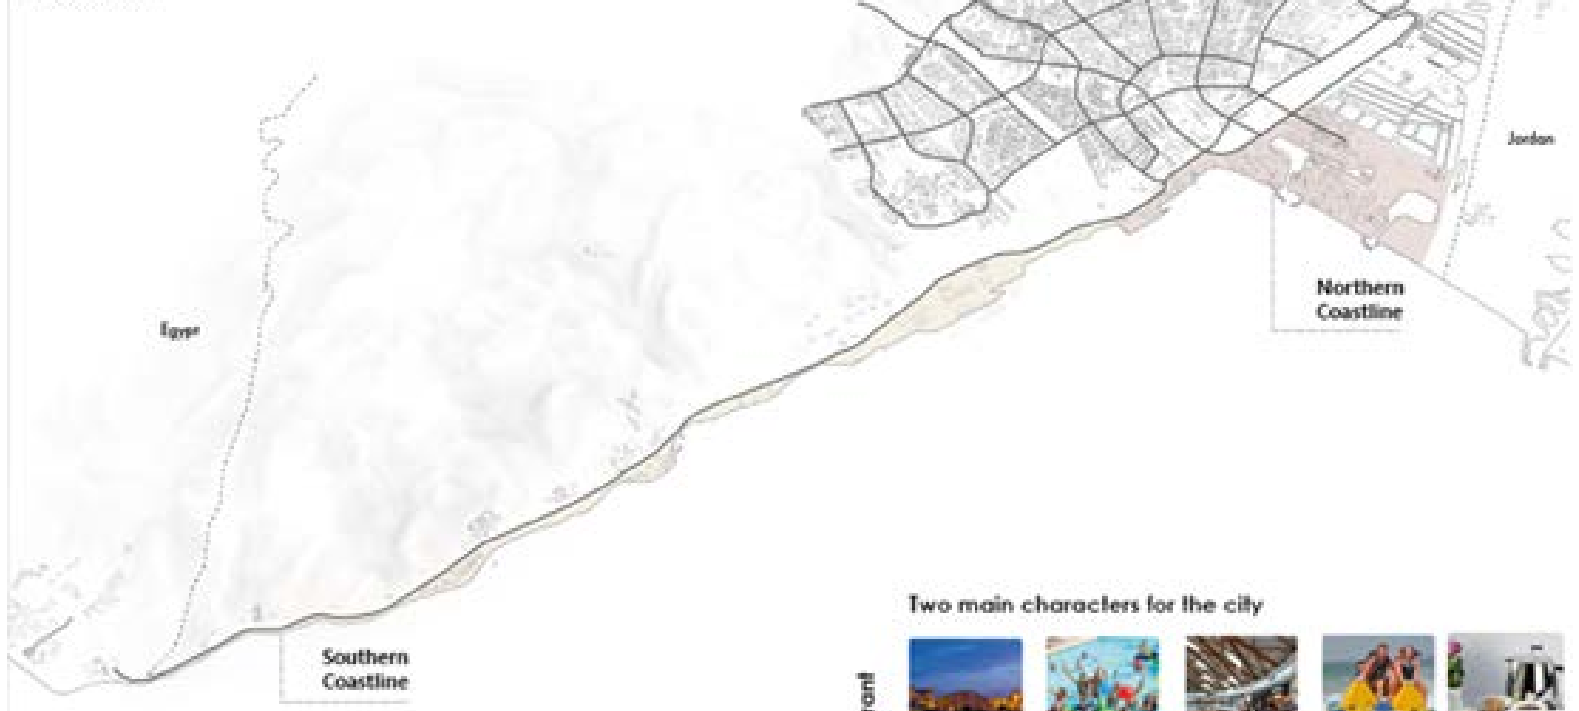 Jordan
Northern
Coastline
Egypt
Two main characters for the city
Southern
Coastline